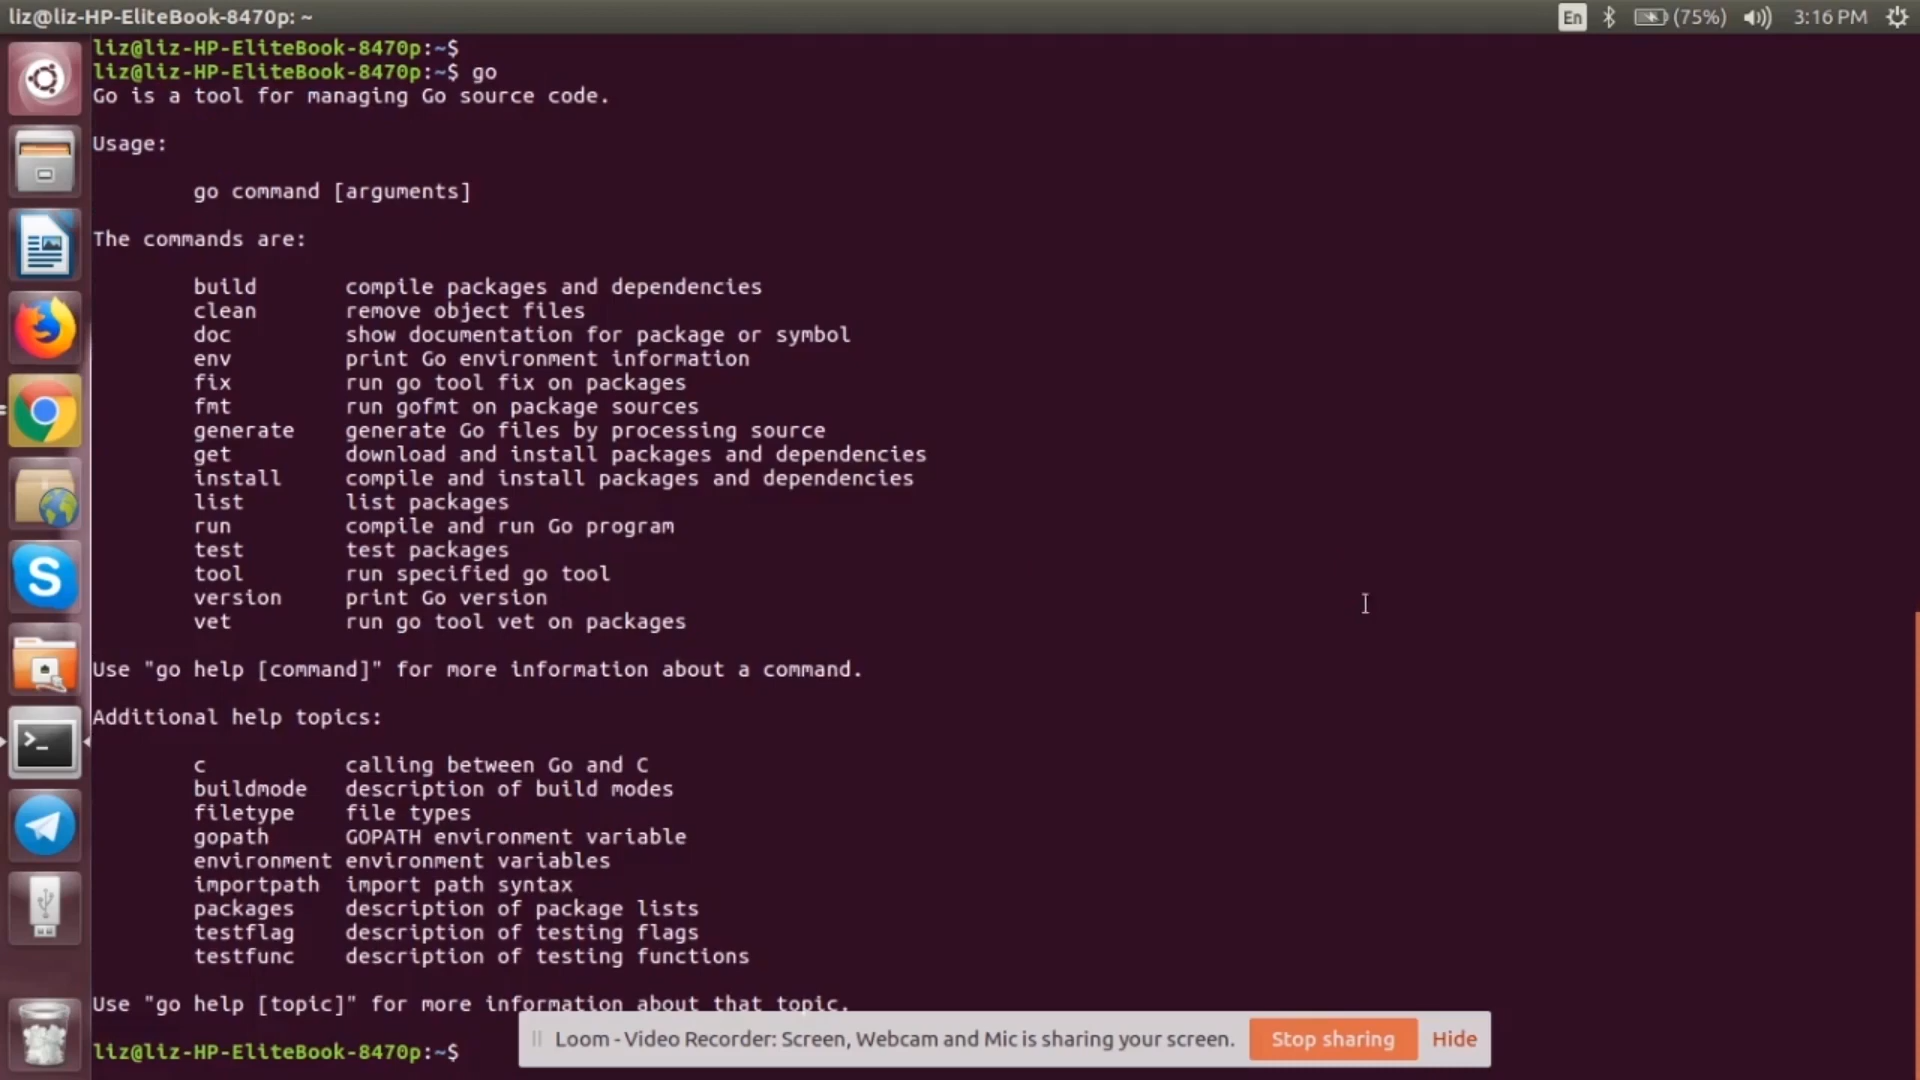 liz@liz-HP-EliteBook-8470p: ~
En
(75%)
3:16 PM
liz@liz-HP-EliteBook-8470p:~$
liz@liz-HP-EliteBook-8470p:~$ go
Go is a tool for managing Go source code.
Usage:
go command [arguments]
The commands are:
build compile packages and dependencies
clean remove object files
doc show documentation for package or symbol
env print Go environment information
fix run go tool fix on packages
fmt run gofmt on package sources
generate generate Go files by processing source
get download and install packages and dependencies
install compile and install packages and dependencies
list list packages
run compile and run Go program
test test packages
tool run specified go tool
version print Go version
vet run go tool vet on packages
Use "go help [command]" for more information about a command.
Additional help topics:
c calling between Go and C
buildmode description of build modes
filetype file types
gopath GOPATH environment variable
environment environment variables
importpath import path syntax
packages description of package lists
testflag description of testing flags
testfunc description of testing functions
Use "go help [topic]" for more information about that topic.
liz@liz-HP-EliteBook-8470p:~$
Loom - Video Recorder: Screen, Webcam and Mic is sharing your screen.
Stop sharing
Hide